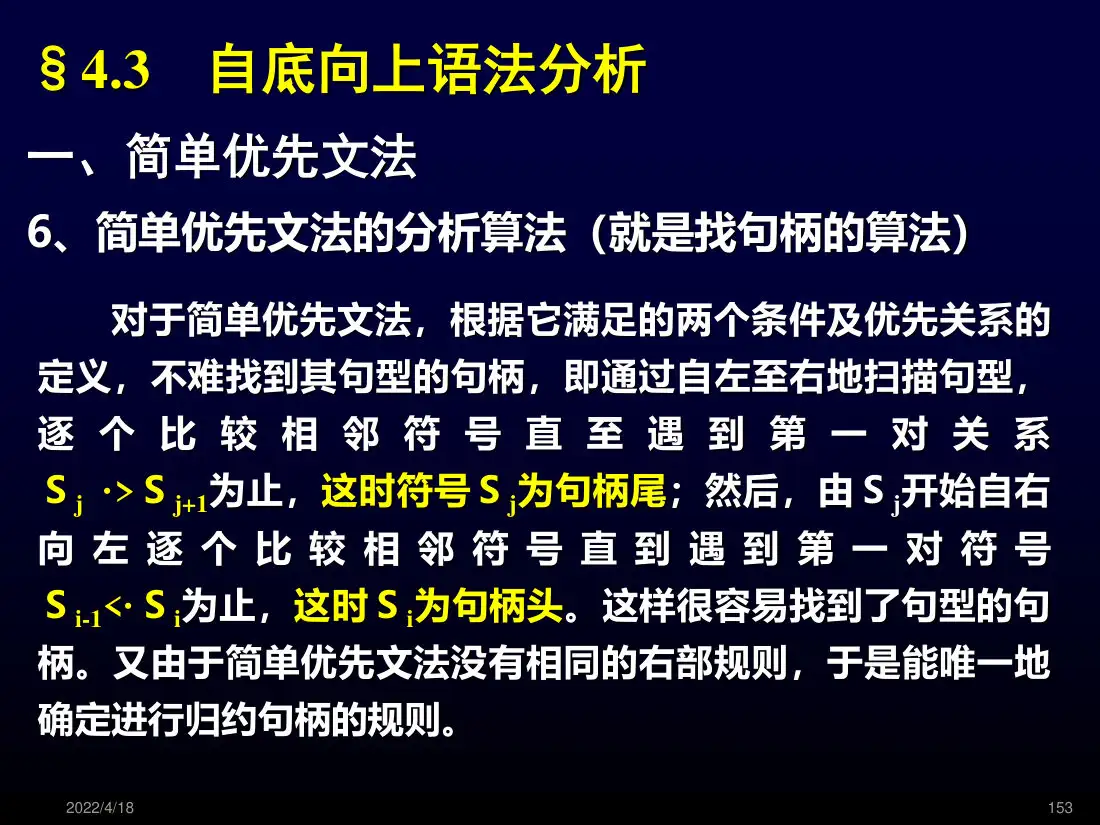 §4.3 自底向上语法分析
一、简单优先文法
6、简单优先文法的分析算法（就是找句柄的算法）
对于简单优先文法，根据它满足的两个条件及优先关系的
定义，不难找到其句型的句柄，即通过自左至右地扫描句型，
逐个比较相邻符号直至遇到第一对关系
S j ·> S j+1为止，这时符号 S j为句柄尾；然后，由 S j开始自右
向左逐个比较相邻符号直到遇到第一对符号
S i-1<· S i为止，这时 S i为句柄头。这样很容易找到了句型的句
柄。又由于简单优先文法没有相同的右部规则，于是能唯一地
确定进行归约句柄的规则。
2022/4/18
153